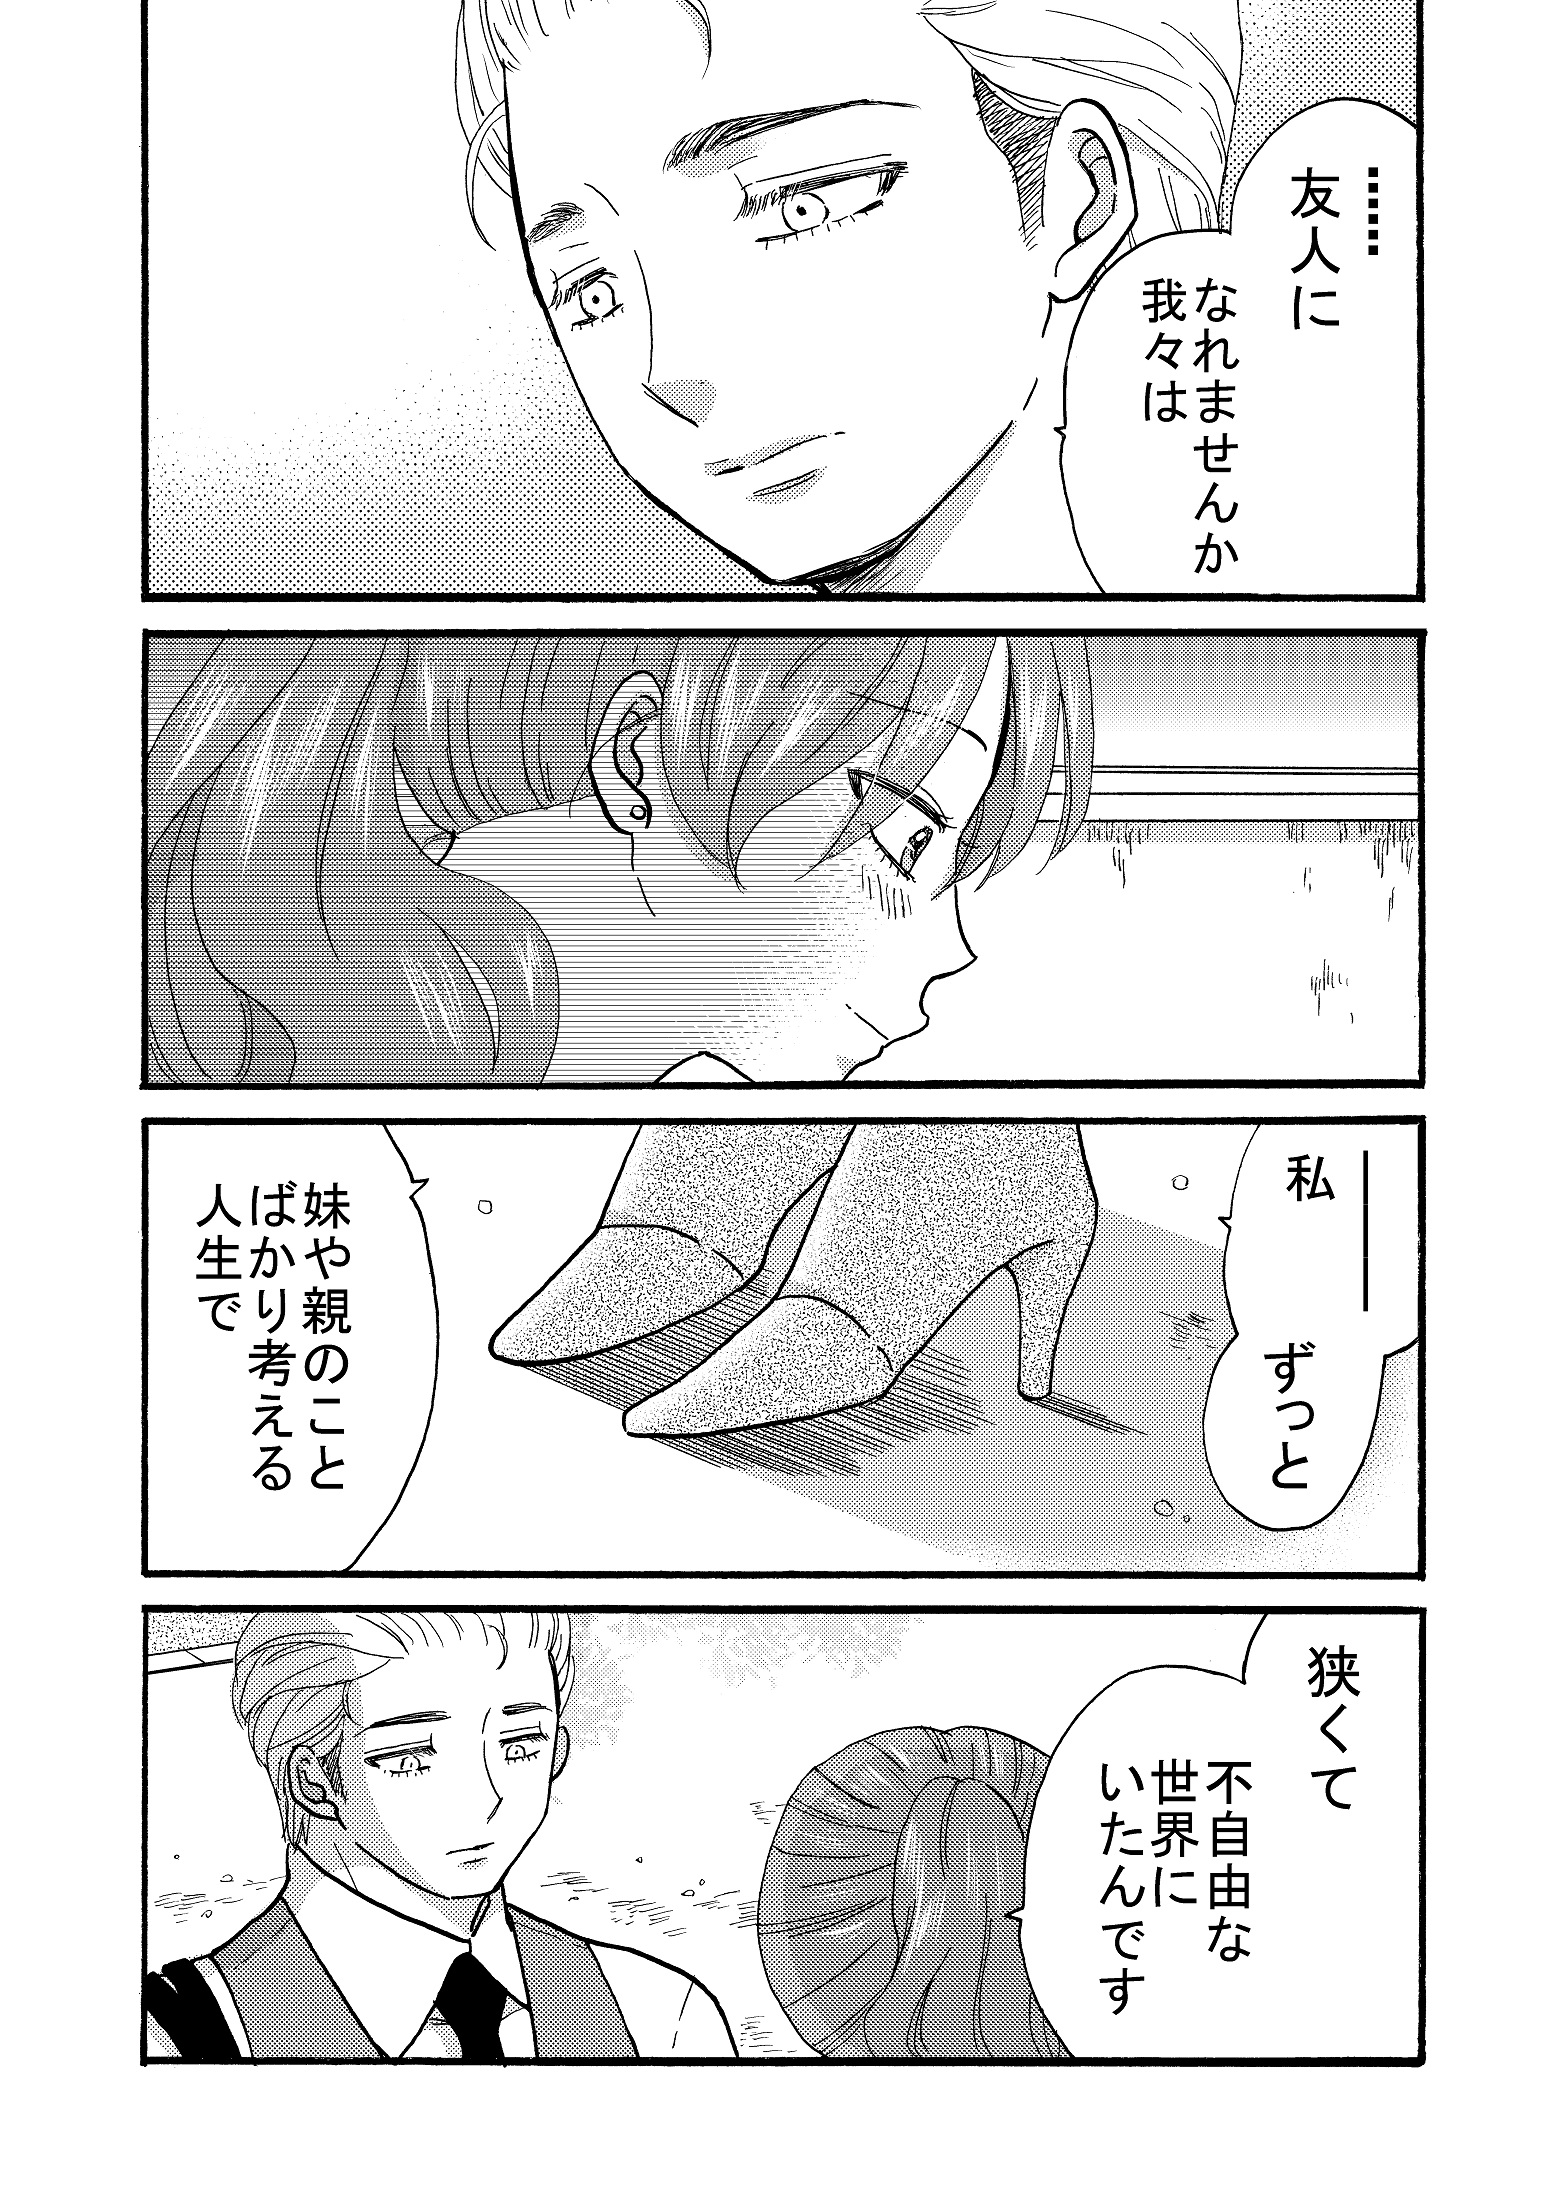 ……
友人に
なれませんか
我々は
私
ずっと
妹や親のこと
ばかり考える
人生で
狭くて
不自由な
世界に
いたんです